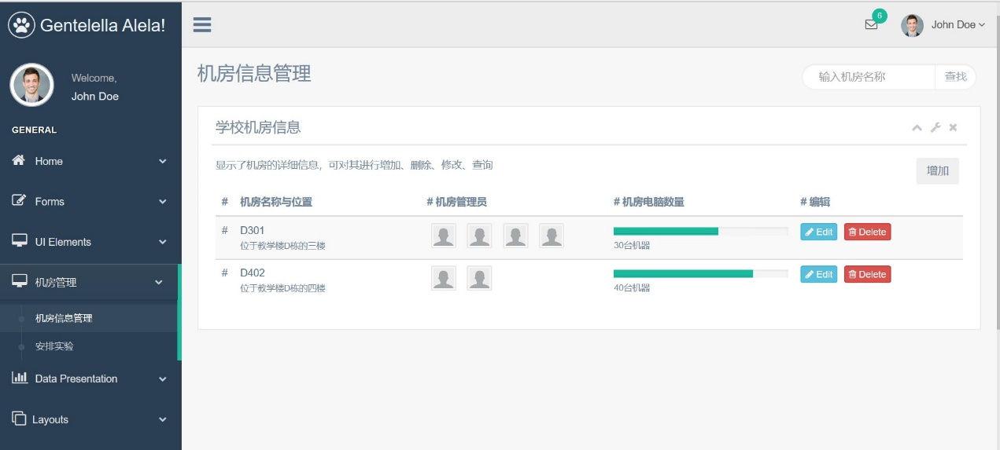 Gentelella Alela!
6
John Doe
Welcome,
John Doe
GENERAL
Home
Forms
UI Elements
机房管理
机房信息管理
安排实验
Data Presentation
Layouts
机房信息管理
输入机房名称 查找
学校机房信息
显示了机房的详细信息，可对其进行增加、删除、修改、查询
增加
# 机房名称与位置 # 机房管理员 # 机房电脑数量 # 编辑
# D301 Edit Delete
位于教学楼D栋的三楼 30台机器
# D402 Edit Delete
位于教学楼D栋的四楼 40台机器